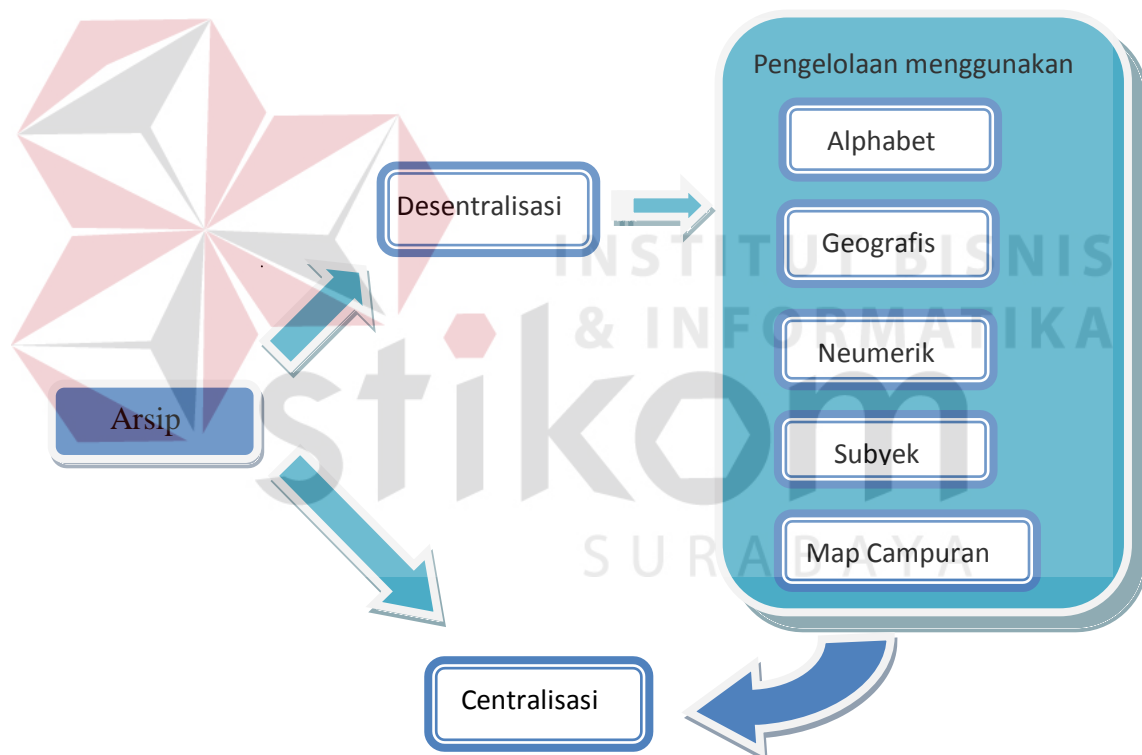 Pengelolaan menggunakan
Alphabet
Desentralisasi
Geografis
INSTITUT BISNIS
& INFORMATIKA
Neumerik
Arsip
stikom
Subyek
Map Campuran
SURABAYA
Centralisasi